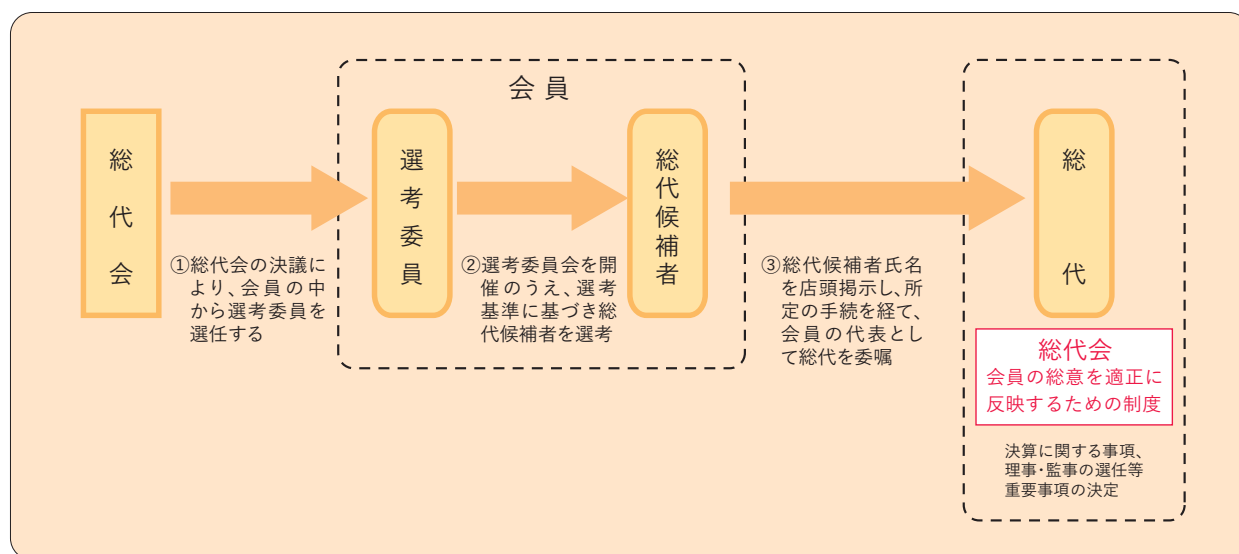 会員
総代会
選考委員
総代候補者
総代
①総代会の決議に
より、会員の中
から選考委員を
選任する
②選考委員会を開
催のうえ、選考
基準に基づき総
代候補者を選考
③総代候補者氏名
を店頭掲示し、所
定の手続を経て、
会員の代表とし
て総代を委嘱
総代会
会員の総意を適正に
反映するための制度
決算に関する事項、
理事・監事の選任等
重要事項の決定